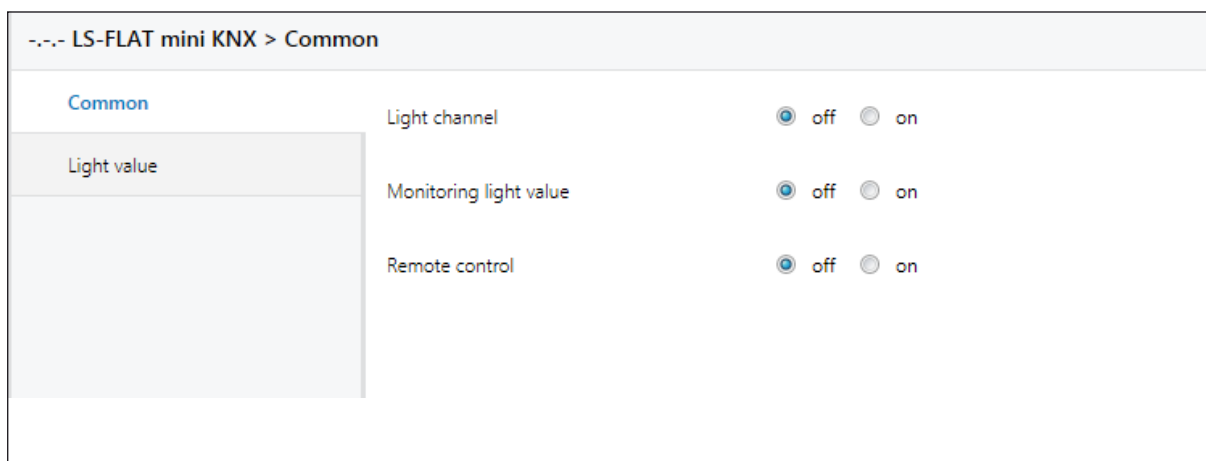 -.-.- LS-FLAT mini KNX > Common
Common
Light value
Light channel off on
Monitoring light value off on
Remote control off on